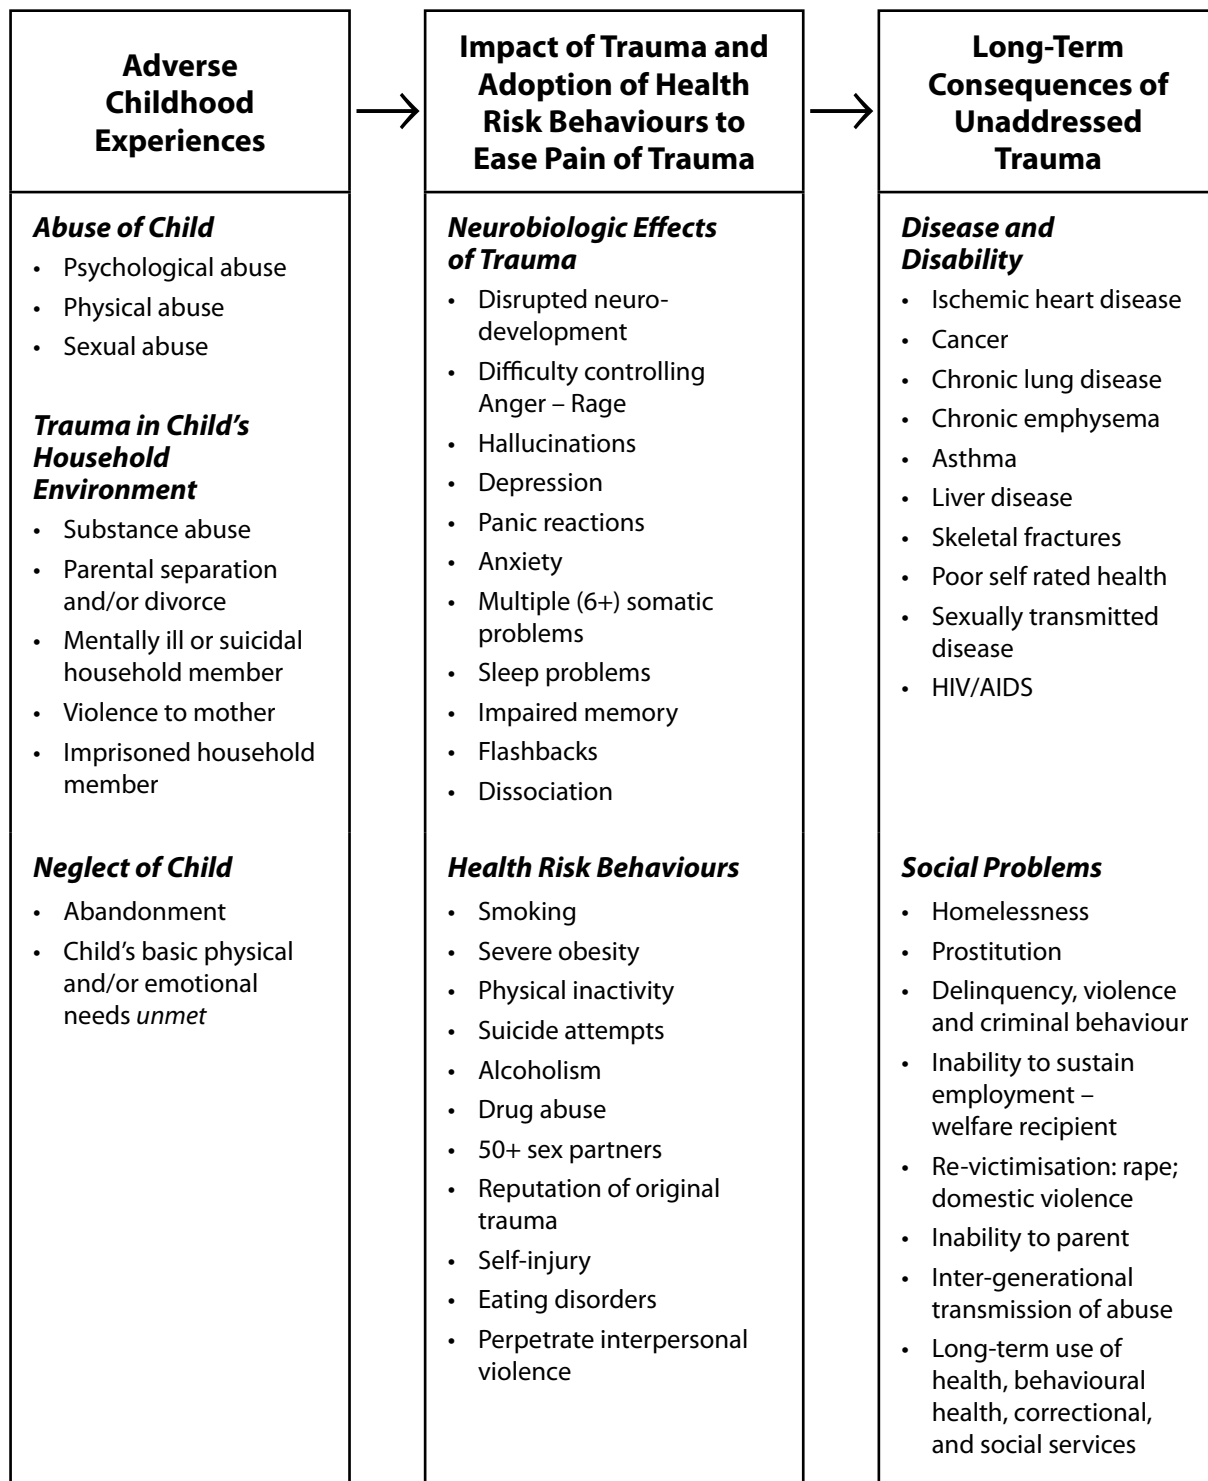 Adverse
Childhood
Experiences
Impact of Trauma and
Adoption of Health
Risk Behaviours to
Ease Pain of Trauma
Long-Term
Consequences of
Unaddressed
Trauma
Abuse of Child
• Psychological abuse
• Physical abuse
• Sexual abuse
Trauma in Child’s
Household
Environment
• Substance abuse
• Parental separation
and/or divorce
• Mentally ill or suicidal
household member
• Violence to mother
• Imprisoned household
member
Neglect of Child
• Abandonment
• Child’s basic physical
and/or emotional
needs unmet
Neurobiologic Effects
of Trauma
• Disrupted neuro-
development
• Difficulty controlling
Anger – Rage
• Hallucinations
• Depression
• Panic reactions
• Anxiety
• Multiple (6+) somatic
problems
• Sleep problems
• Impaired memory
• Flashbacks
• Dissociation
Health Risk Behaviours
• Smoking
• Severe obesity
• Physical inactivity
• Suicide attempts
• Alcoholism
• Drug abuse
• 50+ sex partners
• Reputation of original
trauma
• Self-injury
• Eating disorders
• Perpetrate interpersonal
violence
Disease and
Disability
• Ischemic heart disease
• Cancer
• Chronic lung disease
• Chronic emphysema
• Asthma
• Liver disease
• Skeletal fractures
• Poor self rated health
• Sexually transmitted
disease
• HIV/AIDS
Social Problems
• Homelessness
• Prostitution
• Delinquency, violence
and criminal behaviour
• Inability to sustain
employment –
welfare recipient
• Re-victimisation: rape;
domestic violence
• Inability to parent
• Inter-generational
transmission of abuse
• Long-term use of
health, behavioural
health, correctional,
and social services